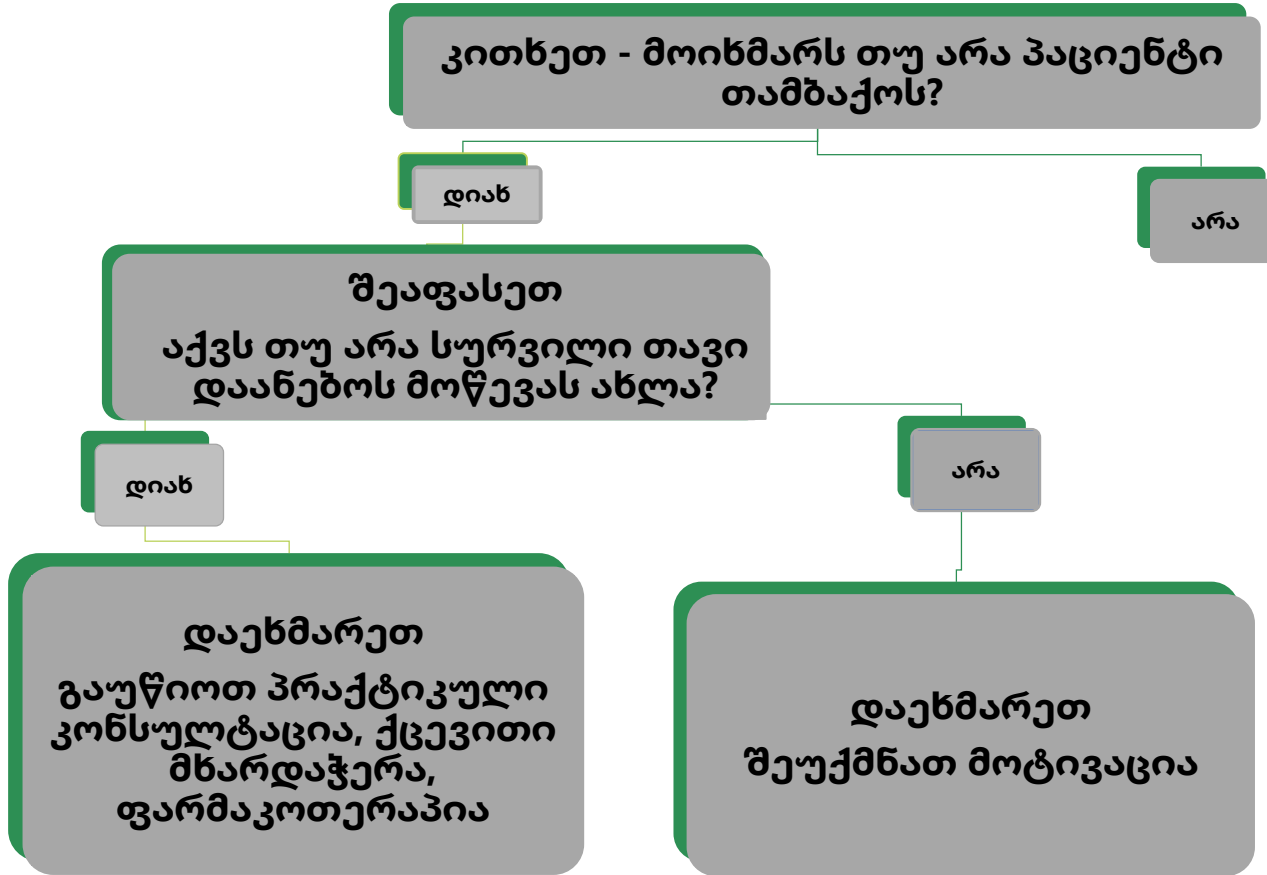 კითხეთ - მოიხმარს თუ არა პაციენტი
თამბაქოს?
დიახ
არა
შეაფასეთ
აქვს თუ არა სურვილი თავი
დაანებოს მოწევას ახლა?
დიახ
არა
დაეხმარეთ
გაუწიოთ პრაქტიკული
კონსულტაცია, ქცევითი
მხარდაჭერა,
ფარმაკოთერაპია
დაეხმარეთ
შეუქმნათ მოტივაცია